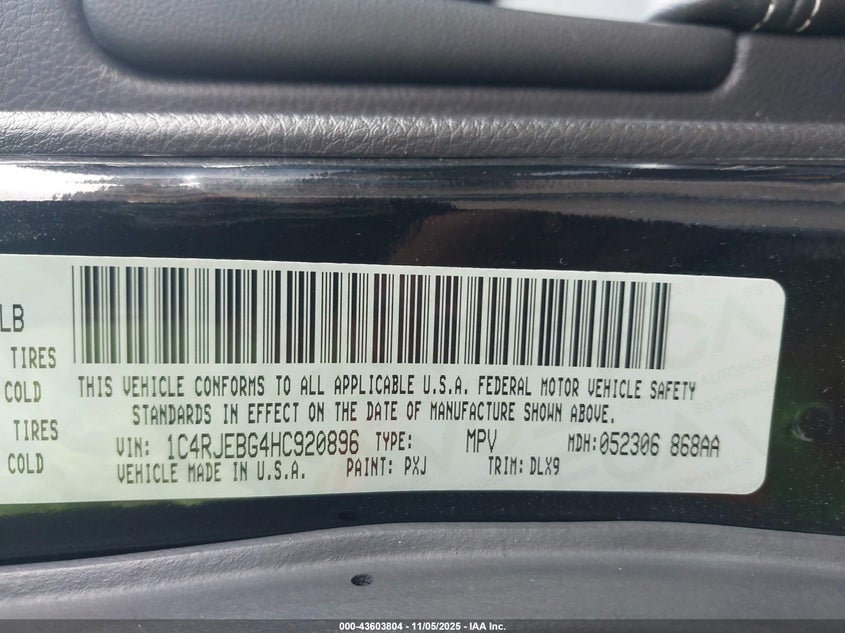 LB
TIRES
COLD
THIS VEHICLE CONFORMS TO ALL APPLICABLE U.S.A. FEDERAL MOTOR VEHICLE SAFETY
STANDARDS IN EFFECT ON THE DATE OF MANUFACTURE SHOWN ABOVE.
TIRES VIN: 1C4RJEBG4HC920896 TYPE: MPV MDH: 052306 868AA
COLD VEHICLE MADE IN U.S.A. PAINT: PXJ TRIM: DLX9
000-43603804 - 11/05/2025 - IAA Inc.